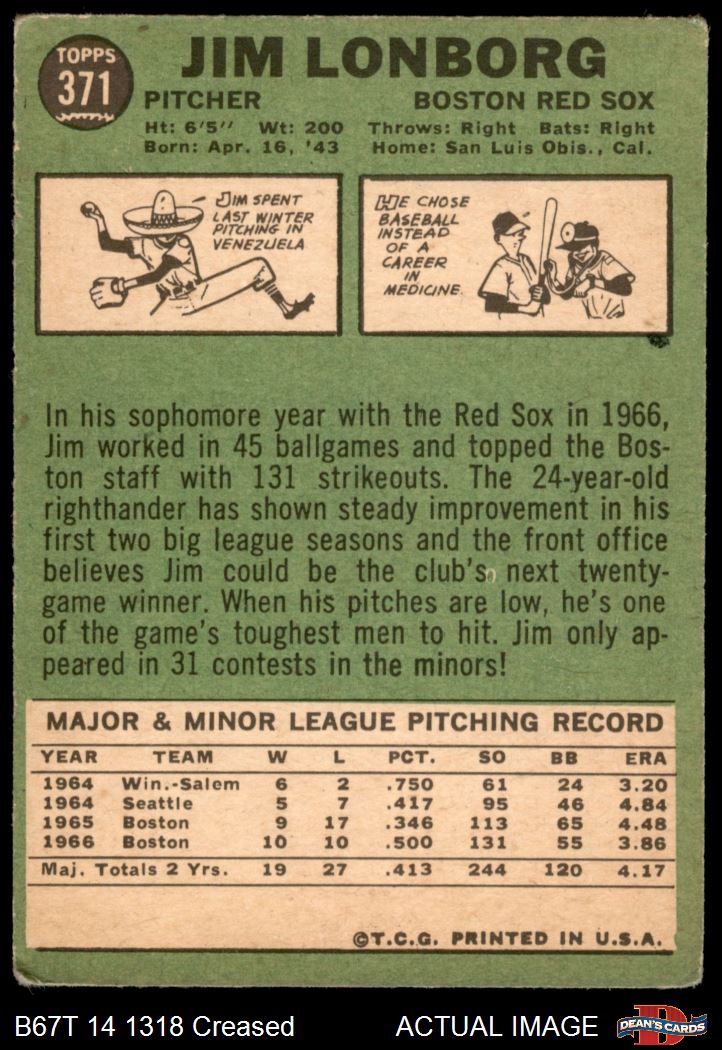 TOPPS
371
JIM LONBORG
PITCHER BOSTON RED SOX
Ht: 6'5" Wt: 200 Throws: Right Bats: Right
Born: Apr. 16, '43 Home: San Luis Obis., Cal.
JIM SPENT
LAST WINTER
PITCHING IN
VENEZUELA
HE CHOSE
BASEBALL
INSTEAD
OF A
CAREER
IN
MEDICINE.
In his sophomore year with the Red Sox in 1966,
Jim worked in 45 ballgames and topped the Bos-
ton staff with 131 strikeouts. The 24-year-old
righthander has shown steady improvement in his
first two big league seasons and the front office
believes Jim could be the club's next twenty-
game winner. When his pitches are low, he's one
of the game's toughest men to hit. Jim only ap-
peared in 31 contests in the minors!
MAJOR & MINOR LEAGUE PITCHING RECORD
YEAR TEAM W L PCT. SO BB ERA
1964 Win.-Salem 6 2 .750 61 24 3.20
1964 Seattle 5 7 .417 95 46 4.84
1965 Boston 9 17 .346 113 65 4.48
1966 Boston 10 10 .500 131 55 3.86
Maj. Totals 2 Yrs. 19 27 .413 244 120 4.17
©T.C.G. PRINTED IN U.S.A.
B67T 14 1318 Creased ACTUAL IMAGE
D
DEAN'S CARDS